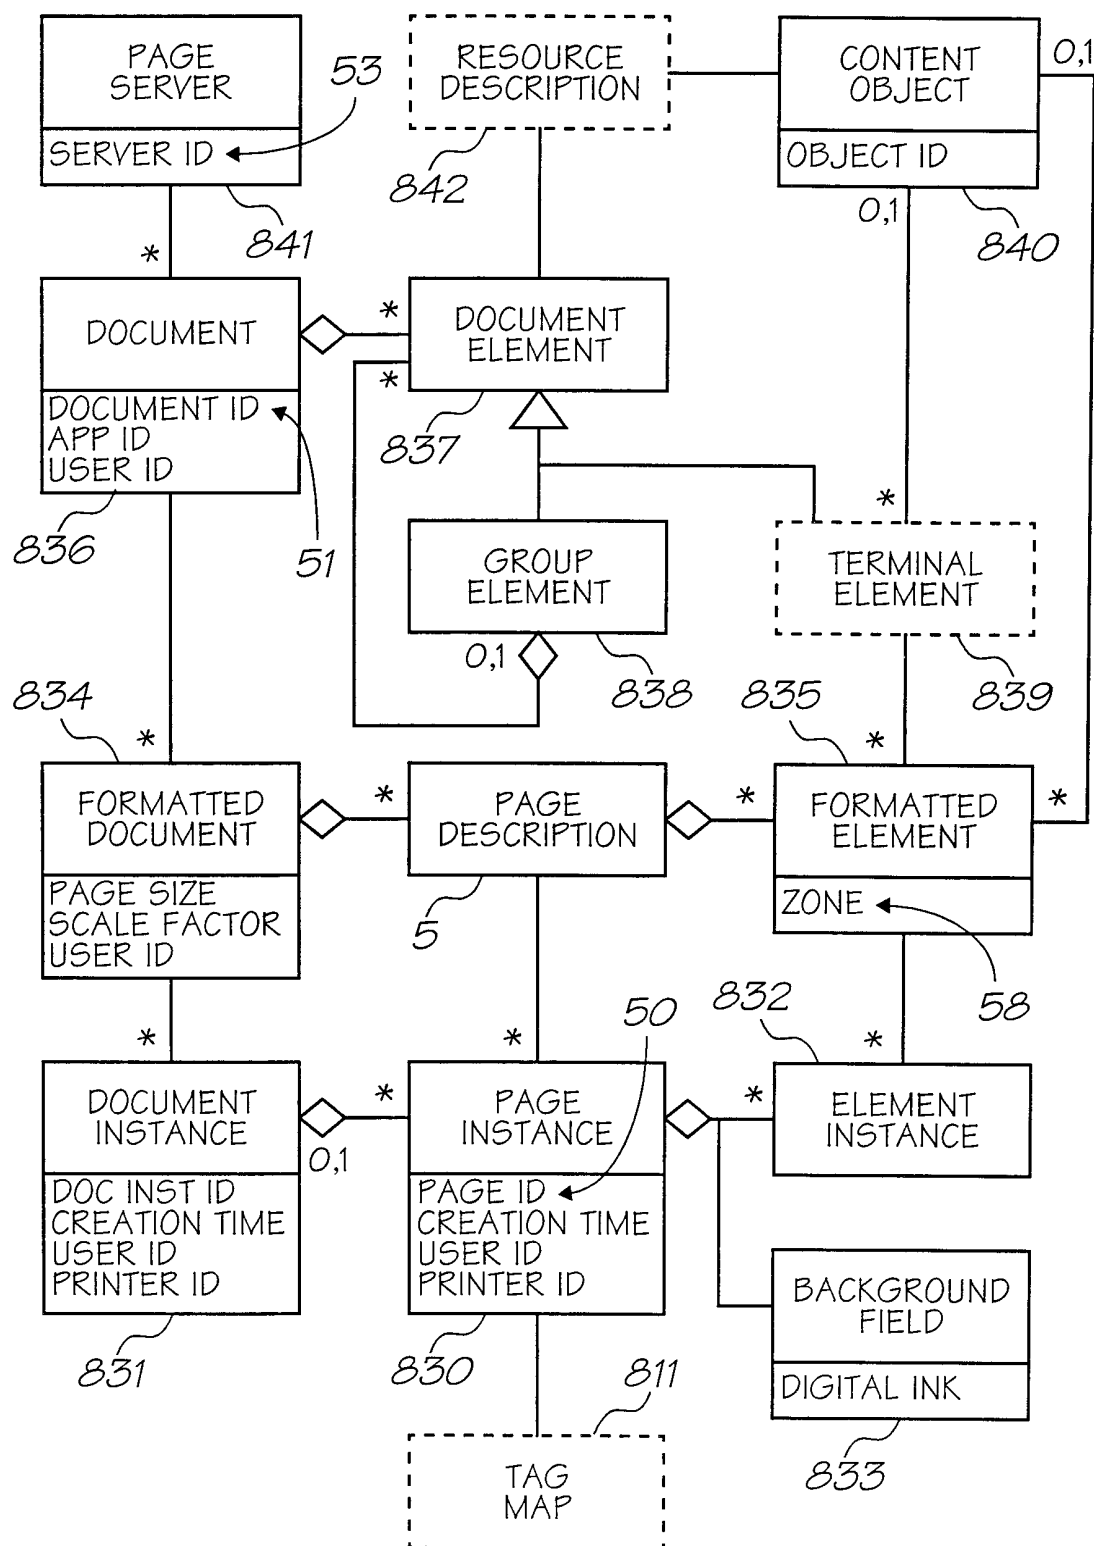 PAGE
SERVER
SERVER ID
53
841
RESOURCE
DESCRIPTION
842
CONTENT
OBJECT
OBJECT ID
840
0,1
0,1
*
DOCUMENT
DOCUMENT ID
APP ID
USER ID
836
51
*
*
DOCUMENT
ELEMENT
837
GROUP
ELEMENT
0,1
838
*
TERMINAL
ELEMENT
839
834
*
FORMATTED
DOCUMENT
PAGE SIZE
SCALE FACTOR
USER ID
*
PAGE
DESCRIPTION
5
835
*
*
*
FORMATTED
ELEMENT
ZONE
58
*
DOCUMENT
INSTANCE
0,1
DOC INST ID
CREATION TIME
USER ID
PRINTER ID
831
50
*
*
PAGE
INSTANCE
PAGE ID
CREATION TIME
USER ID
PRINTER ID
830
832
*
*
ELEMENT
INSTANCE
BACKGROUND
FIELD
DIGITAL INK
833
811
TAG
MAP